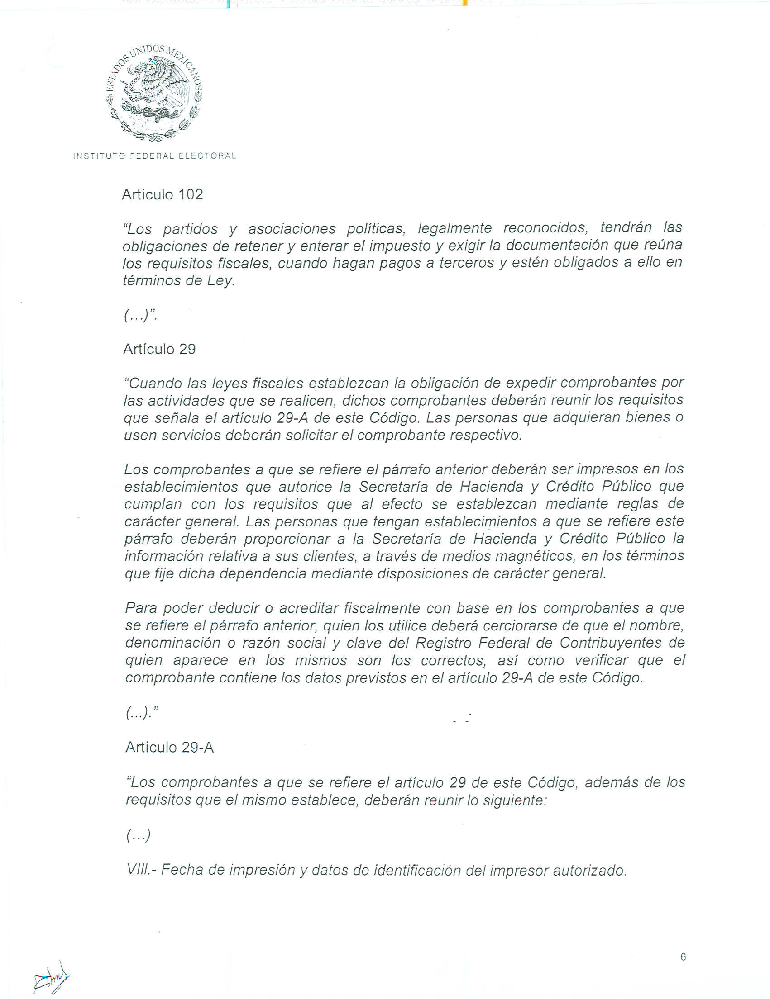 ESTADOS UNIDOS MEXICANOS
INSTITUTO FEDERAL ELECTORAL
Artículo 102
“Los partidos y asociaciones políticas, legalmente reconocidos, tendrán las
obligaciones de retener y enterar el impuesto y exigir la documentación que reúna
los requisitos fiscales, cuando hagan pagos a terceros y estén obligados a ello en
términos de Ley.
(...)”.
Artículo 29
“Cuando las leyes fiscales establezcan la obligación de expedir comprobantes por
las actividades que se realicen, dichos comprobantes deberán reunir los requisitos
que señala el artículo 29-A de este Código. Las personas que adquieran bienes o
usen servicios deberán solicitar el comprobante respectivo.
Los comprobantes a que se refiere el párrafo anterior deberán ser impresos en los
establecimientos que autorice la Secretaría de Hacienda y Crédito Público que
cumplan con los requisitos que al efecto se establezcan mediante reglas de
carácter general. Las personas que tengan establecimientos a que se refiere este
párrafo deberán proporcionar a la Secretaría de Hacienda y Crédito Público la
información relativa a sus clientes, a través de medios magnéticos, en los términos
que fije dicha dependencia mediante disposiciones de carácter general.
Para poder deducir o acreditar fiscalmente con base en los comprobantes a que
se refiere el párrafo anterior, quien los utilice deberá cerciorarse de que el nombre,
denominación o razón social y clave del Registro Federal de Contribuyentes de
quien aparece en los mismos son los correctos, así como verificar que el
comprobante contiene los datos previstos en el artículo 29-A de este Código.
(...).”
Artículo 29-A
“Los comprobantes a que se refiere el artículo 29 de este Código, además de los
requisitos que el mismo establece, deberán reunir lo siguiente:
(...)
VIII.- Fecha de impresión y datos de identificación del impresor autorizado.
6